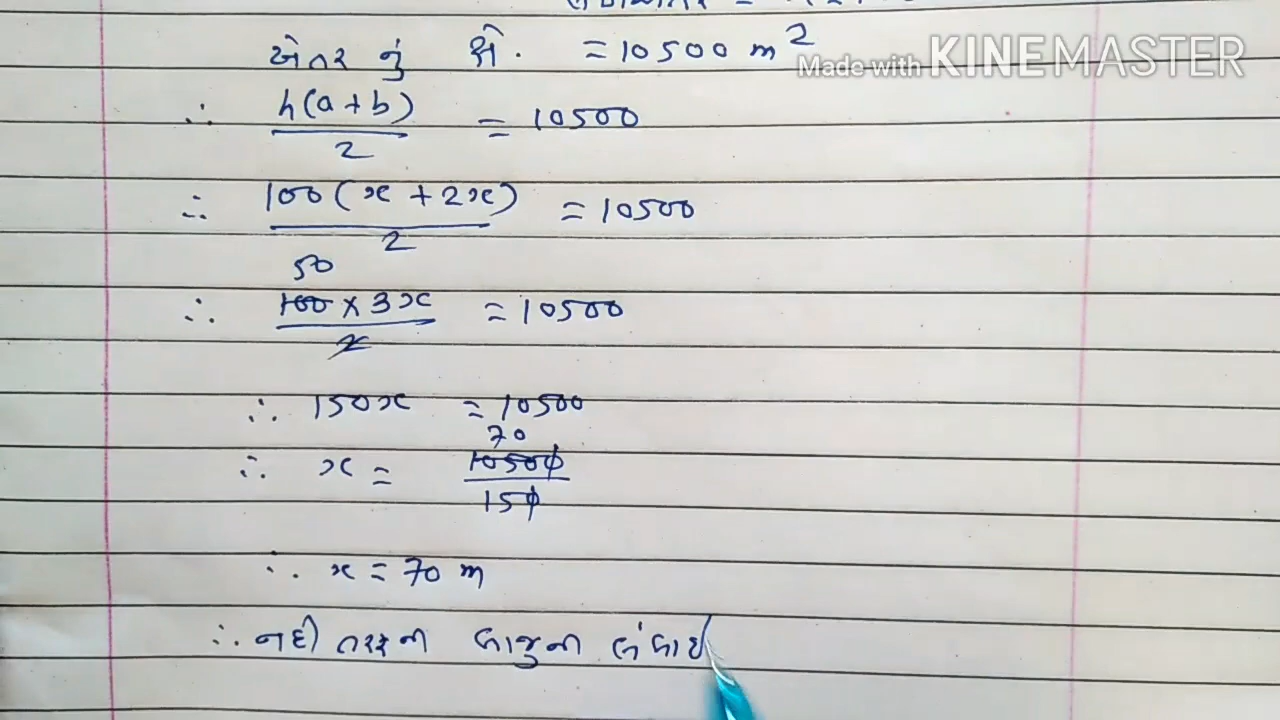 ખેતર નું ક્ષે. = 10500 m²
Made with KINEMASTER
∴ h(a+b)/2 = 10500
∴ 100(x+2x)/2 = 10500
50
∴ 100 × 3x/2 = 10500
∴ 150x = 10500
70
∴ x = 10500/150
∴ x = 70 m
∴ નદી તરફની બાજુની લંબાઈ